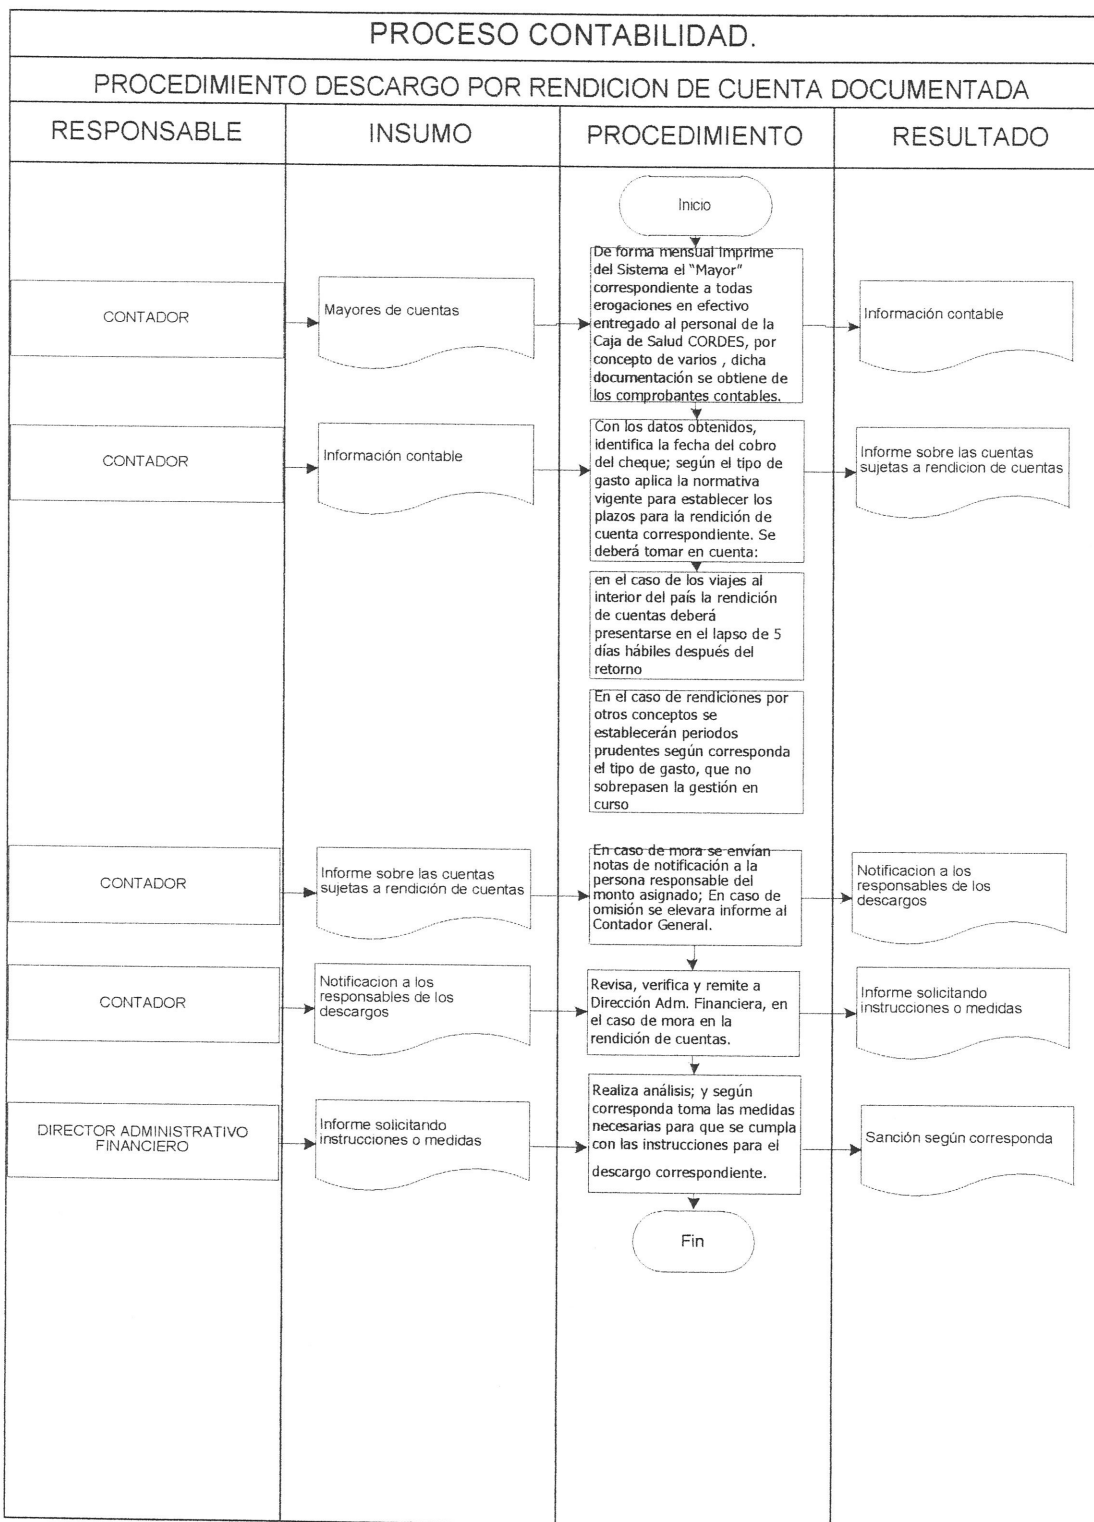 PROCESO CONTABILIDAD.
PROCEDIMIENTO DESCARGO POR RENDICION DE CUENTA DOCUMENTADA
RESPONSABLE
INSUMO
PROCEDIMIENTO
RESULTADO
Inicio
CONTADOR
Mayores de cuentas
De forma mensual imprime
del Sistema el "Mayor"
correspondiente a todas
erogaciones en efectivo
entregado al personal de la
Caja de Salud CORDES, por
concepto de varios , dicha
documentación se obtiene de
los comprobantes contables.
Información contable
CONTADOR
Información contable
Con los datos obtenidos,
identifica la fecha del cobro
del cheque; según el tipo de
gasto aplica la normativa
vigente para establecer los
plazos para la rendición de
cuenta correspondiente. Se
deberá tomar en cuenta:
Informe sobre las cuentas
sujetas a rendicion de cuentas
en el caso de los viajes al
interior del país la rendición
de cuentas deberá
presentarse en el lapso de 5
días hábiles después del
retorno
En el caso de rendiciones por
otros conceptos se
establecerán periodos
prudentes según corresponda
el tipo de gasto, que no
sobrepasen la gestión en
curso
CONTADOR
Informe sobre las cuentas
sujetas a rendición de cuentas
En caso de mora se envían
notas de notificación a la
persona responsable del
monto asignado; En caso de
omisión se elevara informe al
Contador General.
Notificacion a los
responsables de los
descargos
CONTADOR
Notificacion a los
responsables de los
descargos
Revisa, verifica y remite a
Dirección Adm. Financiera, en
el caso de mora en la
rendición de cuentas.
Informe solicitando
instrucciones o medidas
DIRECTOR ADMINISTRATIVO
FINANCIERO
Informe solicitando
instrucciones o medidas
Realiza análisis; y según
corresponda toma las medidas
necesarias para que se cumpla
con las instrucciones para el
descargo correspondiente.
Sanción según corresponda
Fin